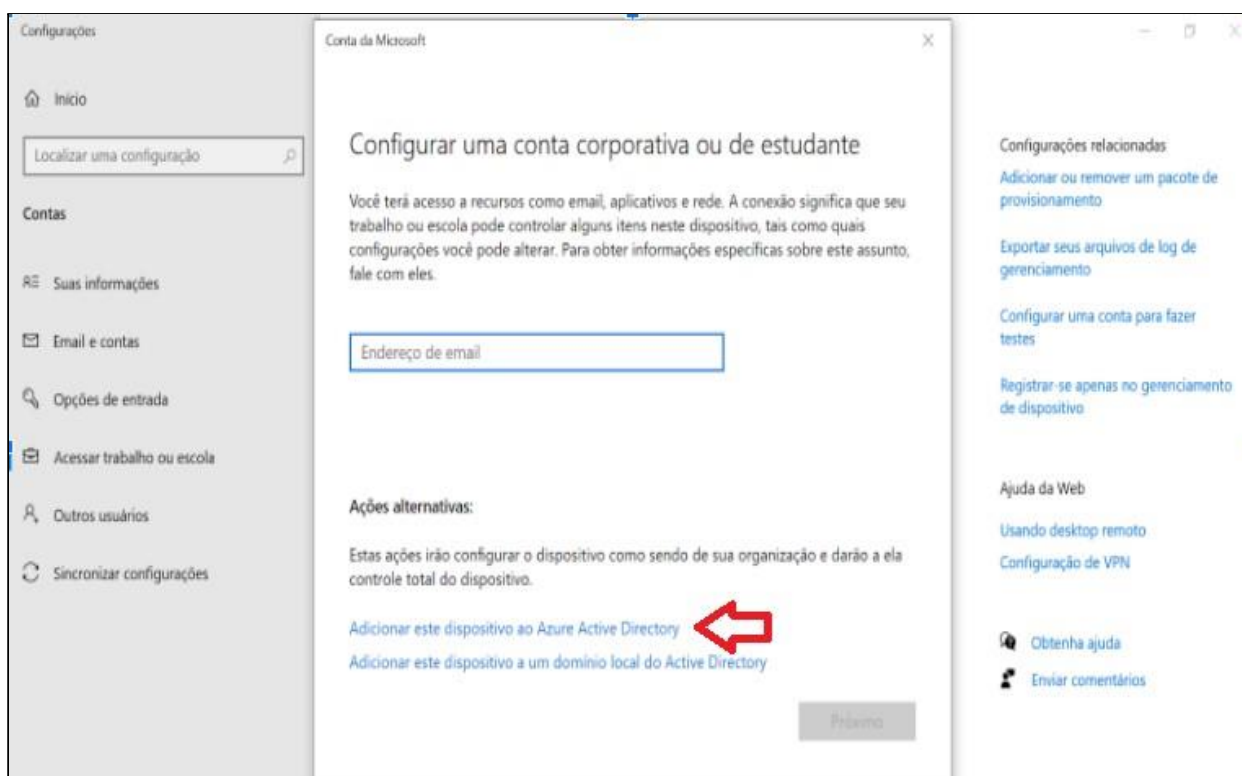 Configurações
Início
Localizar uma configuração
Contas
Suas informações
Email e contas
Opções de entrada
Acessar trabalho ou escola
Outros usuários
Sincronizar configurações
Conta da Microsoft
Configurar uma conta corporativa ou de estudante
Você terá acesso a recursos como email, aplicativos e rede. A conexão significa que seu
trabalho ou escola pode controlar alguns itens neste dispositivo, tais como quais
configurações você pode alterar. Para obter informações específicas sobre este assunto,
fale com eles.
Endereço de email
Ações alternativas:
Estas ações irão configurar o dispositivo como sendo de sua organização e darão a ela
controle total do dispositivo.
Adicionar este dispositivo ao Azure Active Directory
Adicionar este dispositivo a um domínio local do Active Directory
Próximo
Configurações relacionadas
Adicionar ou remover um pacote de
provisionamento
Exportar seus arquivos de log de
gerenciamento
Configurar uma conta para fazer
testes
Registrar-se apenas no gerenciamento
de dispositivo
Ajuda da Web
Usando desktop remoto
Configuração de VPN
Obtenha ajuda
Enviar comentários